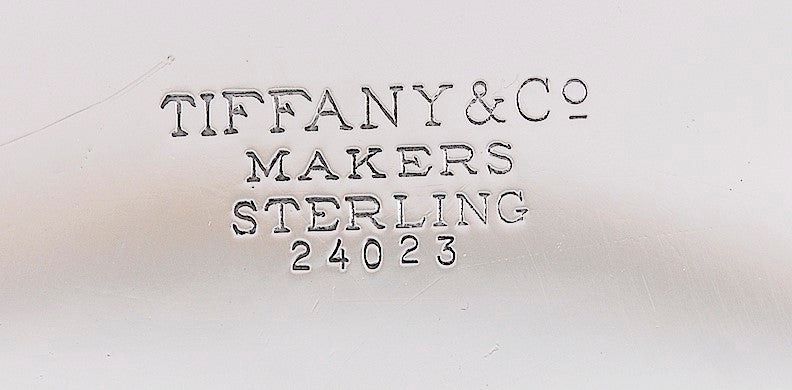 TIFFANY & Cº
MAKERS
STERLING
24023